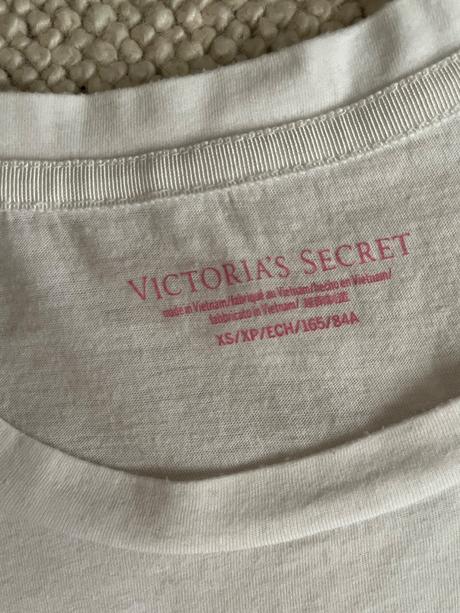 VICTORIA'S SECRET
made in Vietnam/fabriqué au Vietnam/hecho en Vietnam/
fabbricato in Vietnam/
XS/XP/ECH/165/84A